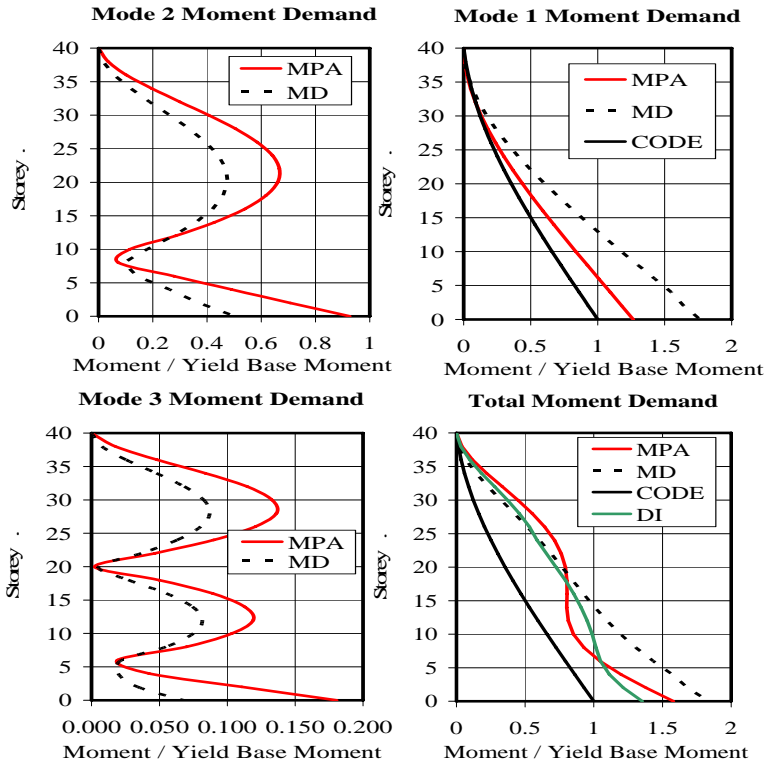 Mode 2 Moment Demand
40
35
30
25
20
15
10
5
0
Storey .
MPA
MD
0 0.2 0.4 0.6 0.8 1
Moment / Yield Base Moment
Mode 1 Moment Demand
40
35
30
25
20
15
10
5
0
Storey .
MPA
MD
CODE
0 0.5 1 1.5 2
Moment / Yield Base Moment
Mode 3 Moment Demand
40
35
30
25
20
15
10
5
0
Storey .
MPA
MD
0.000 0.050 0.100 0.150 0.200
Moment / Yield Base Moment
Total Moment Demand
40
35
30
25
20
15
10
5
0
Storey .
MPA
MD
CODE
DI
0 0.5 1 1.5 2
Moment / Yield Base Moment